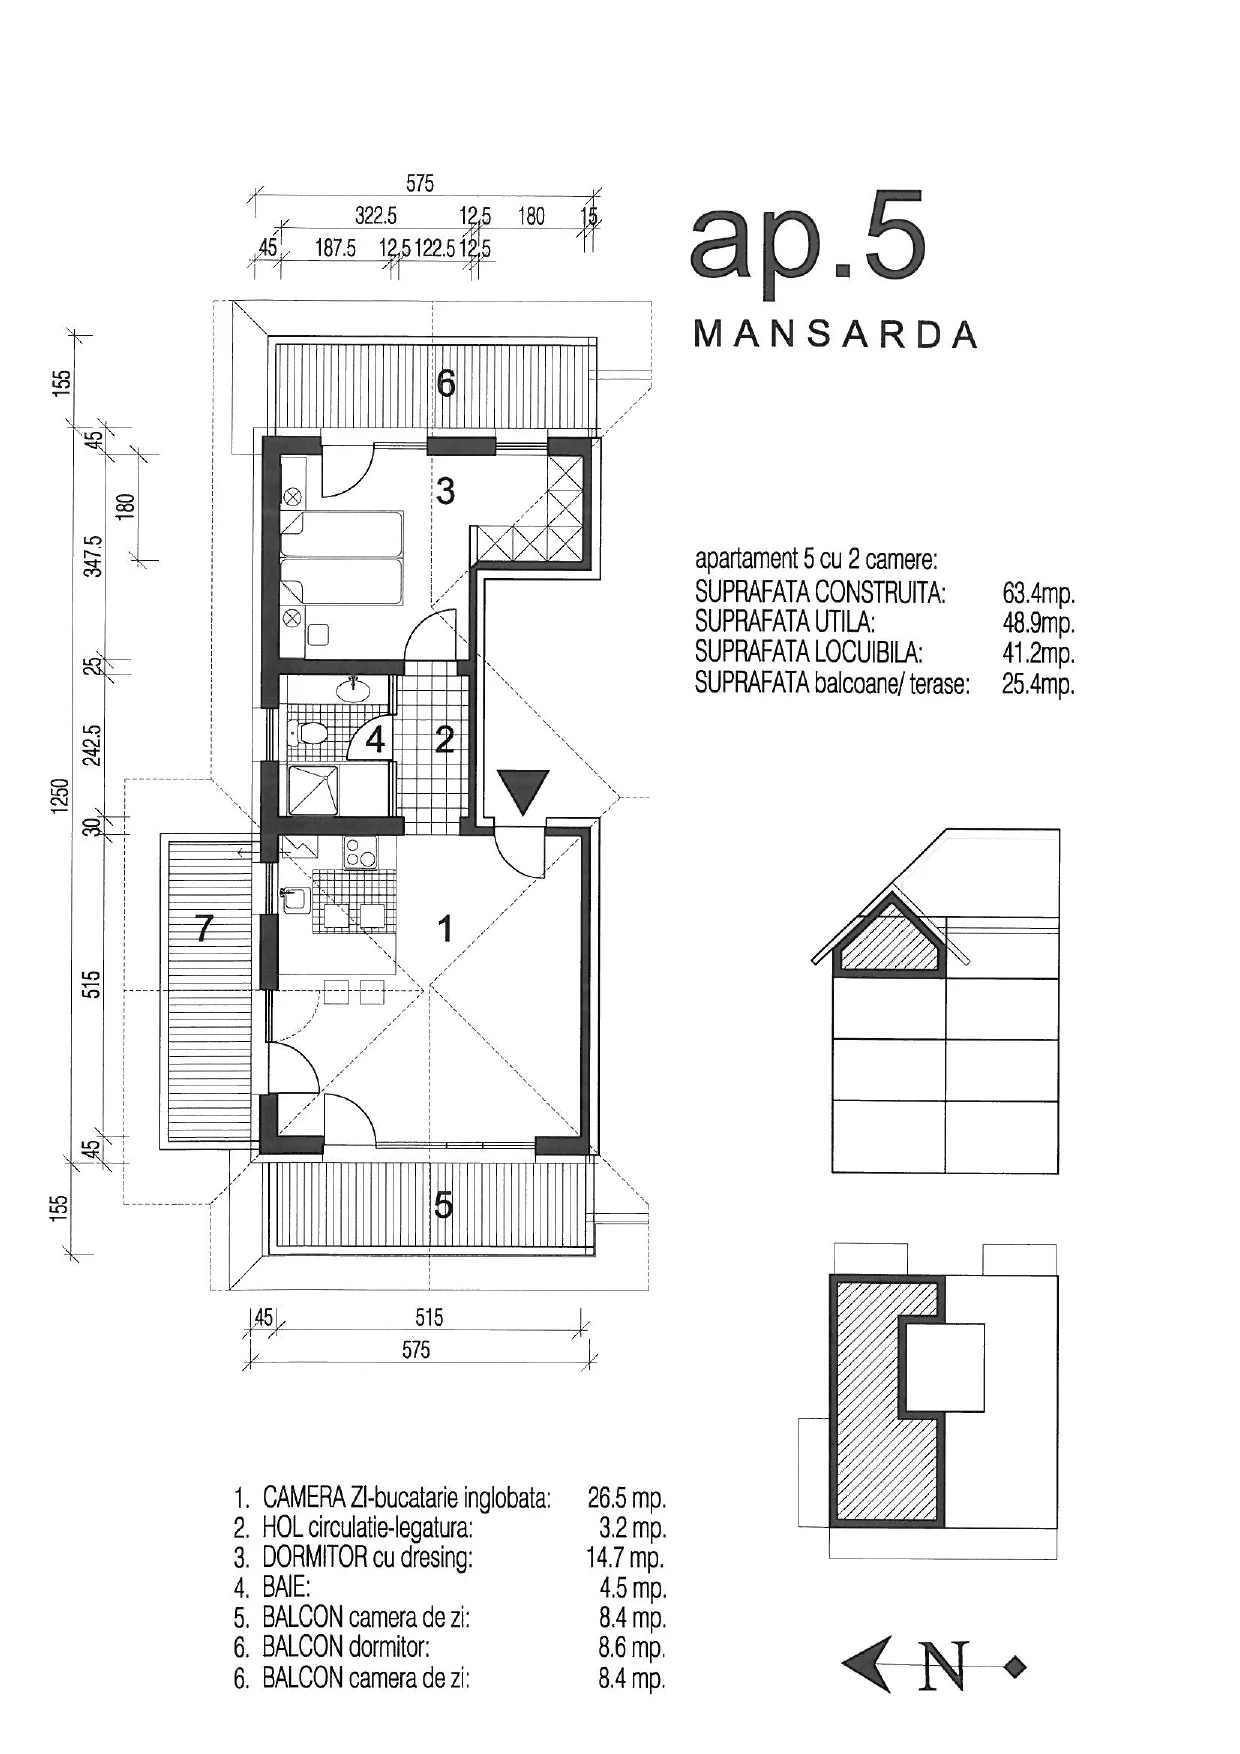 575
322.5 12.5 180 15
45 187.5 12.5 122.5 12.5
ap.5
MANSARDA
155
45
180
347.5
25
242.5
1250
30
515
45
155
6
3
4
2
7
1
5
apartament 5 cu 2 camere:
SUPRAFATA CONSTRUITA: 63.4mp.
SUPRAFATA UTILA: 48.9mp.
SUPRAFATA LOCUIBILA: 41.2mp.
SUPRAFATA balcoane/ terase: 25.4mp.
45 515
575
1. CAMERA ZI-bucatarie inglobata: 26.5 mp.
2. HOL circulatie-legatura: 3.2 mp.
3. DORMITOR cu dresing: 14.7 mp.
4. BAIE: 4.5 mp.
5. BALCON camera de zi: 8.4 mp.
6. BALCON dormitor: 8.6 mp.
6. BALCON camera de zi: 8.4 mp.
N